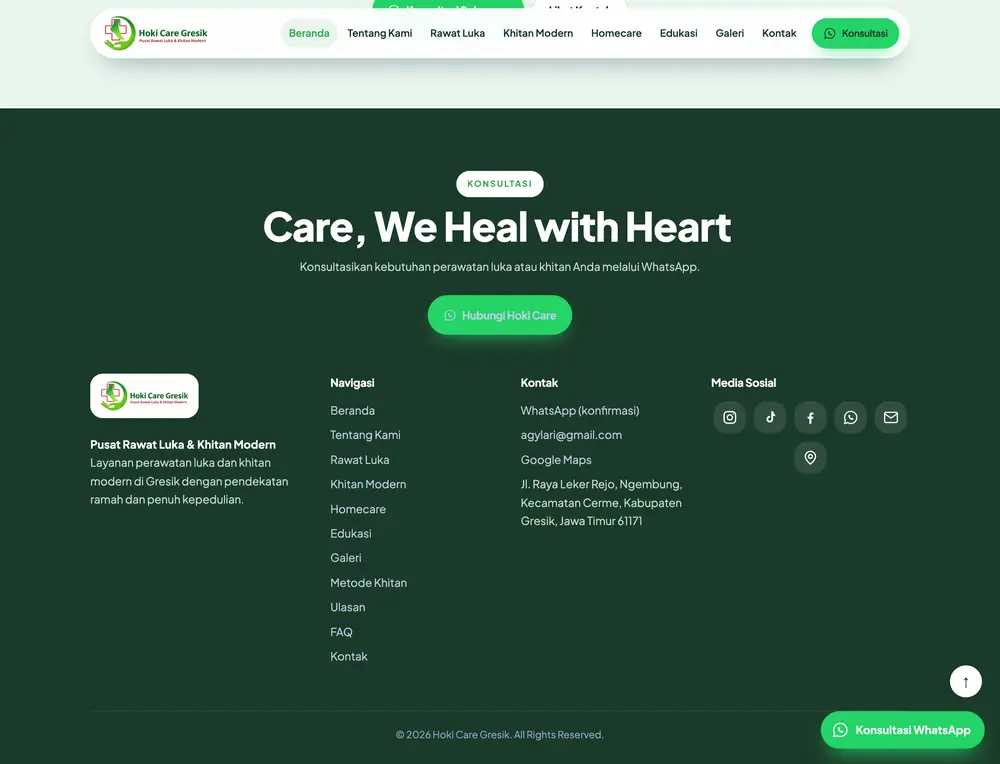 Hoki Care Gresik
Pusat Rawat Luka & Khitan Modern
Beranda
Tentang Kami
Rawat Luka
Khitan Modern
Homecare
Edukasi
Galeri
Kontak
Konsultasi
KONSULTASI
Care, We Heal with Heart
Konsultasikan kebutuhan perawatan luka atau khitan Anda melalui WhatsApp.
Hubungi Hoki Care
Hoki Care Gresik
Pusat Rawat Luka & Khitan Modern
Pusat Rawat Luka & Khitan Modern
Layanan perawatan luka dan khitan
modern di Gresik dengan pendekatan
ramah dan penuh kepedulian.
Navigasi
Beranda
Tentang Kami
Rawat Luka
Khitan Modern
Homecare
Edukasi
Galeri
Metode Khitan
Ulasan
FAQ
Kontak
Kontak
WhatsApp (konfirmasi)
agylari@gmail.com
Google Maps
Jl. Raya Leker Rejo, Ngembung,
Kecamatan Cerme, Kabupaten
Gresik, Jawa Timur 61171
Media Sosial
© 2026 Hoki Care Gresik. All Rights Reserved.
↑
Konsultasi WhatsApp